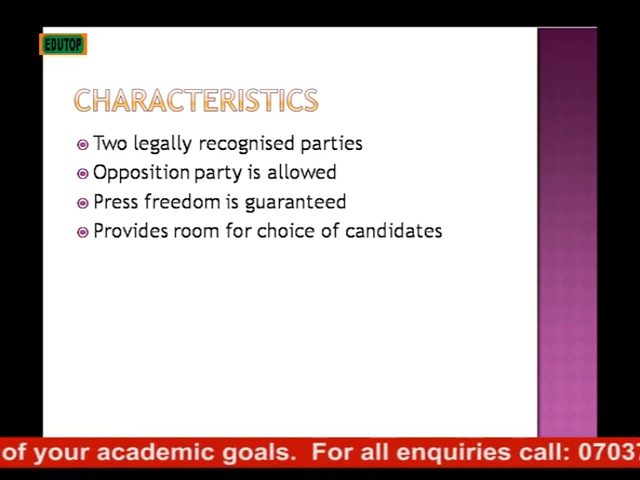 EDUTOP
CHARACTERISTICS
Two legally recognised parties
Opposition party is allowed
Press freedom is guaranteed
Provides room for choice of candidates
of your academic goals. For all enquiries call: 07037